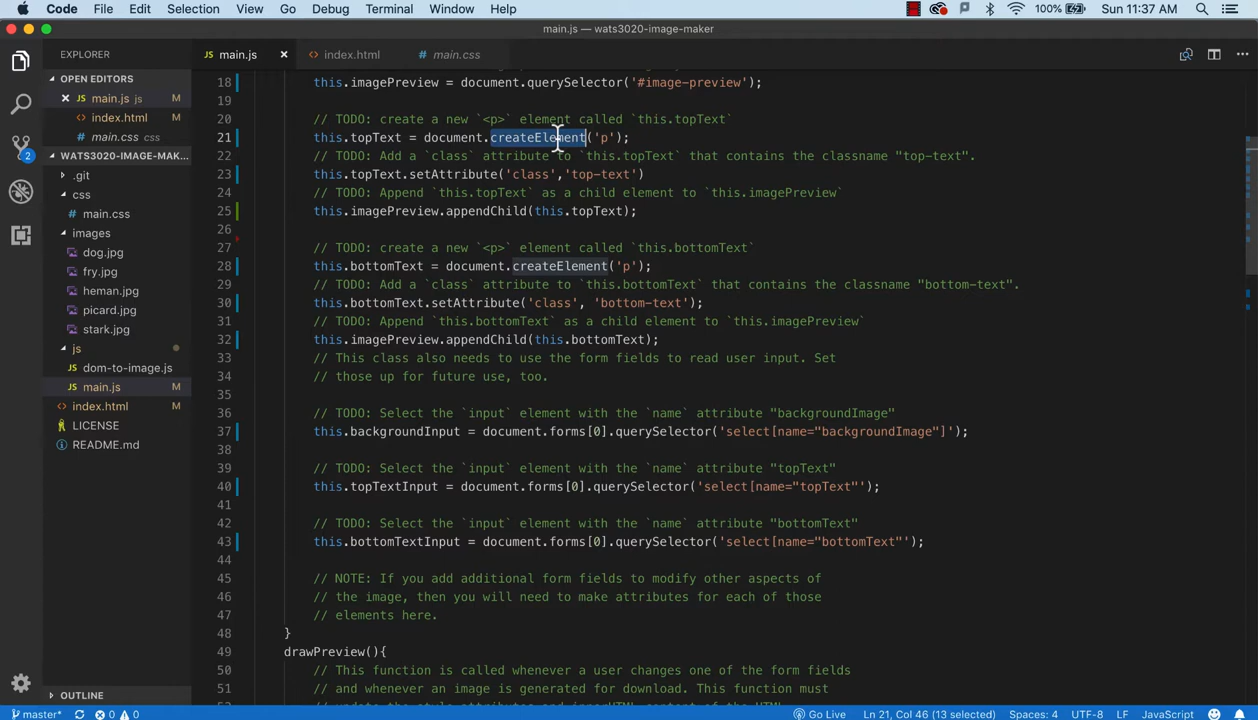 Code File Edit Selection View Go Debug Terminal Window Help 100% Sun 11:37 AM
main.js — wats3020-image-maker
EXPLORER
main.js
index.html
main.css
OPEN EDITORS
main.js js M
index.html M
main.css M
WATS3020-IMAGE-MAK...
.git
css
main.css
images
dog.jpg
fry.jpg
heman.jpg
picard.jpg
stark.jpg
js
dom-to-image.js
main.js M
index.html M
LICENSE
README.md
OUTLINE
2
18 this.imagePreview = document.querySelector('#image-preview');
19
20 // TODO: create a new `<p>` element called `this.topText`
21 this.topText = document.createElement('p');
22 // TODO: Add a `class` attribute to `this.topText` that contains the classname "top-text".
23 this.topText.setAttribute('class','top-text')
24 // TODO: Append `this.topText` as a child element to `this.imagePreview`
25 this.imagePreview.appendChild(this.topText);
26
27 // TODO: create a new `<p>` element called `this.bottomText`
28 this.bottomText = document.createElement('p');
29 // TODO: Add a `class` attribute to `this.bottomText` that contains the classname "bottom-text".
30 this.bottomText.setAttribute('class', 'bottom-text');
31 // TODO: Append `this.bottomText` as a child element to `this.imagePreview`
32 this.imagePreview.appendChild(this.bottomText);
33 // This class also needs to use the form fields to read user input. Set
34 // those up for future use, too.
35
36 // TODO: Select the `input` element with the `name` attribute "backgroundImage"
37 this.backgroundInput = document.forms[0].querySelector('select[name="backgroundImage"]');
38
39 // TODO: Select the `input` element with the `name` attribute "topText"
40 this.topTextInput = document.forms[0].querySelector('select[name="topText"');
41
42 // TODO: Select the `input` element with the `name` attribute "bottomText"
43 this.bottomTextInput = document.forms[0].querySelector('select[name="bottomText"');
44
45 // NOTE: If you add additional form fields to modify other aspects of
46 // the image, then you will need to make attributes for each of those
47 // elements here.
48 }
49 drawPreview(){
50 // This function is called whenever a user changes one of the form fields
51 // and whenever an image is generated for download. This function must
master* 0 0 Go Live Ln 21, Col 46 (13 selected) Spaces: 4 UTF-8 LF JavaScript